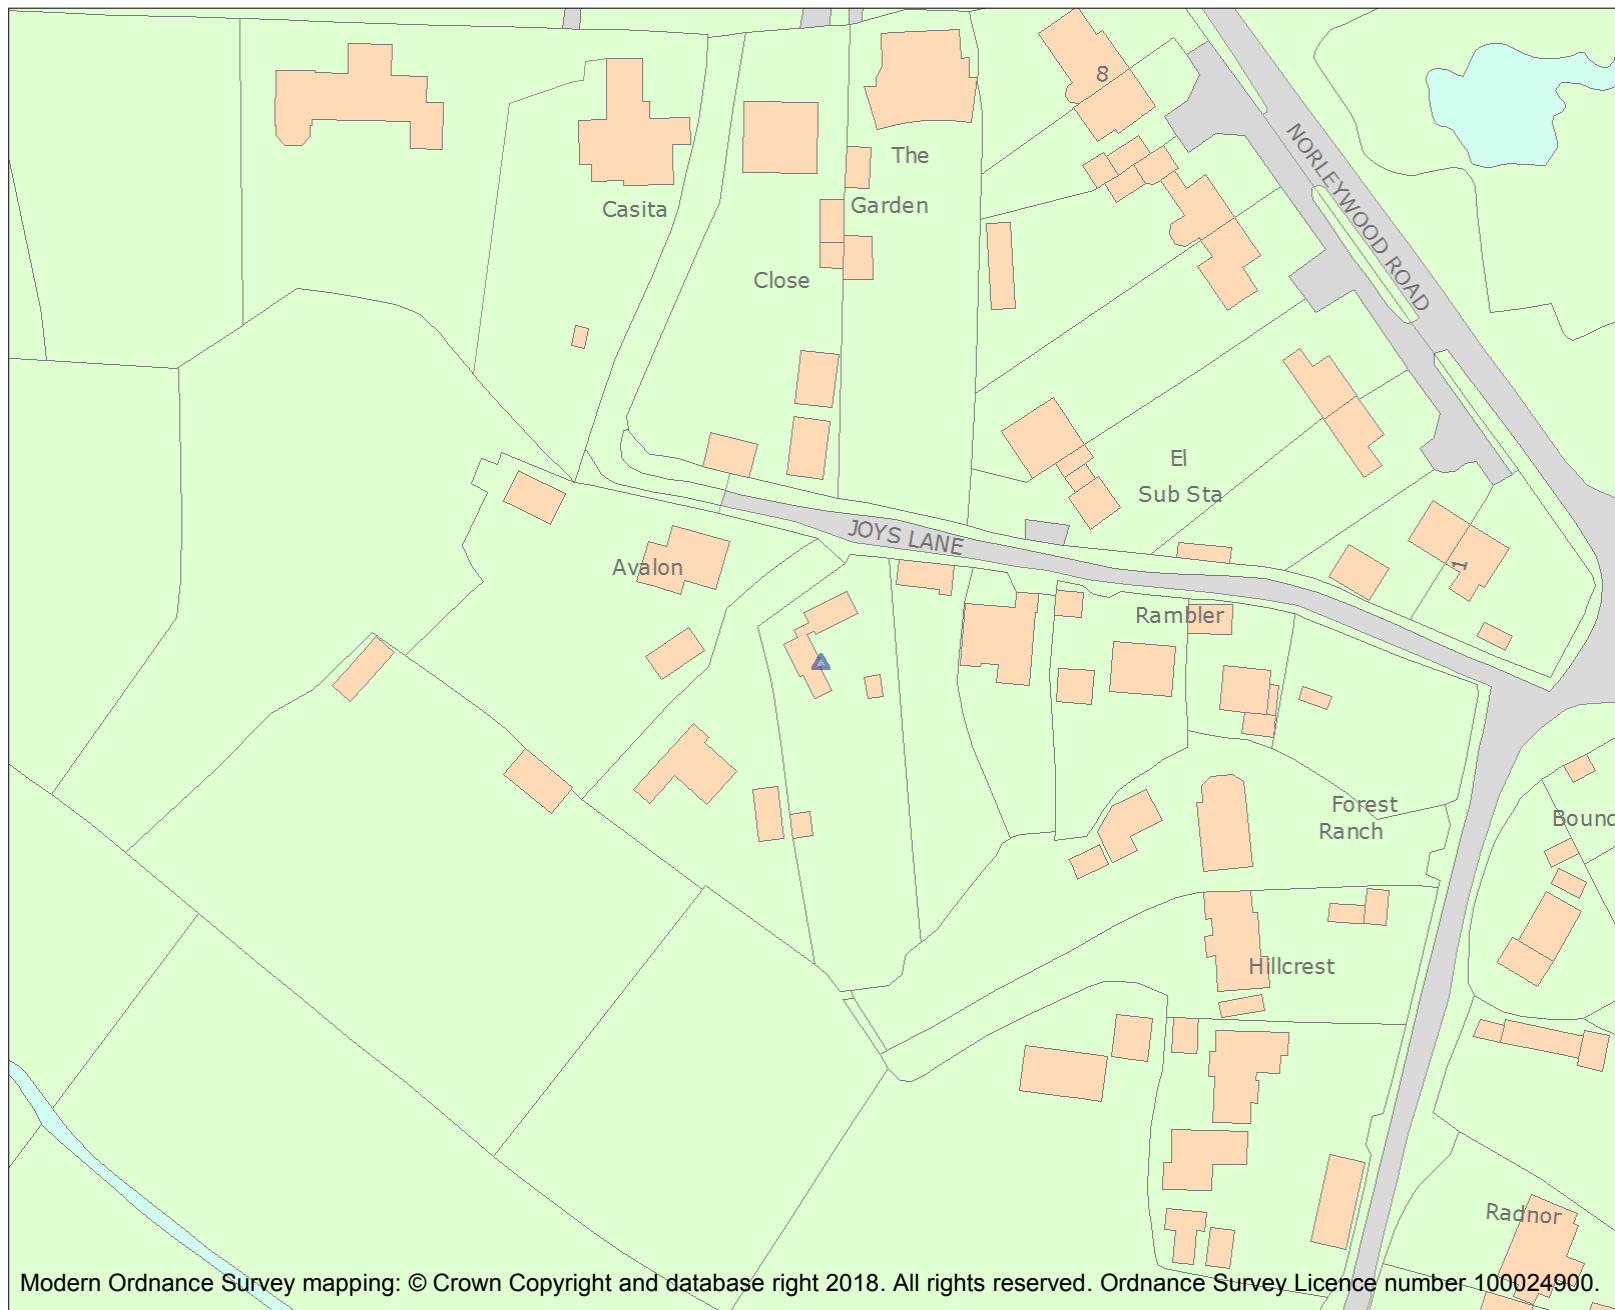 8
The
Garden
Casita
Close
NORLEYWOOD ROAD
El
Sub Sta
JOYS LANE
Avalon
1
Rambler
Forest
Ranch
Bound
Hillcrest
Radnor
Modern Ordnance Survey mapping: © Crown Copyright and database right 2018. All rights reserved. Ordnance Survey Licence number 100024900.